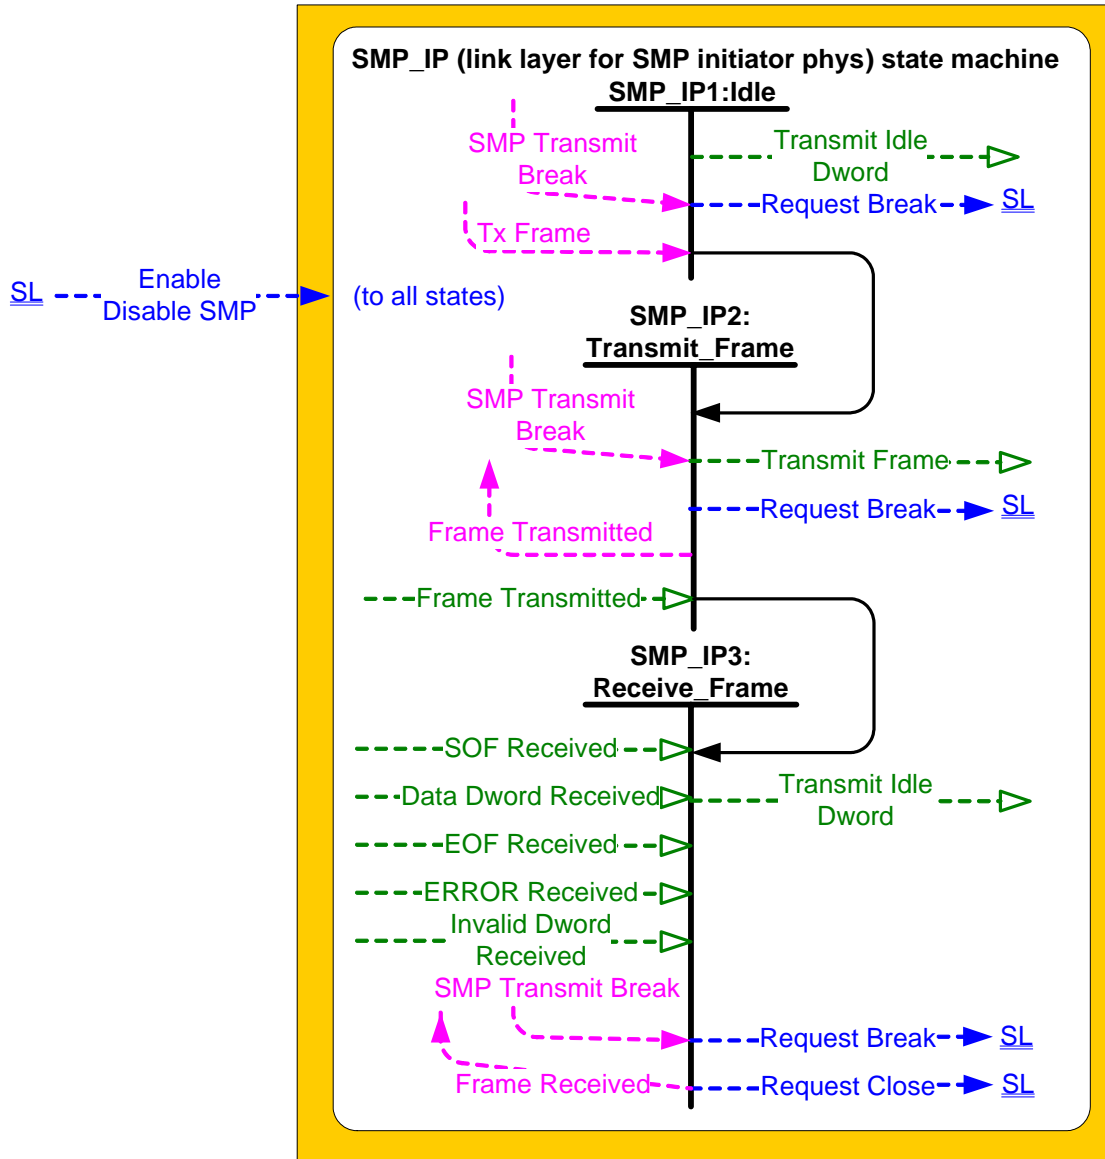 SMP_IP (link layer for SMP initiator phys) state machine
SMP_IP1:Idle
SMP Transmit
Break
Transmit Idle
Dword
Request Break
SL
Tx Frame
SL
Enable
Disable SMP
(to all states)
SMP_IP2:
Transmit_Frame
SMP Transmit
Break
Transmit Frame
Request Break
SL
Frame Transmitted
Frame Transmitted
SMP_IP3:
Receive_Frame
SOF Received
Data Dword Received
Transmit Idle
Dword
EOF Received
ERROR Received
Invalid Dword
Received
SMP Transmit Break
Request Break
SL
Frame Received
Request Close
SL